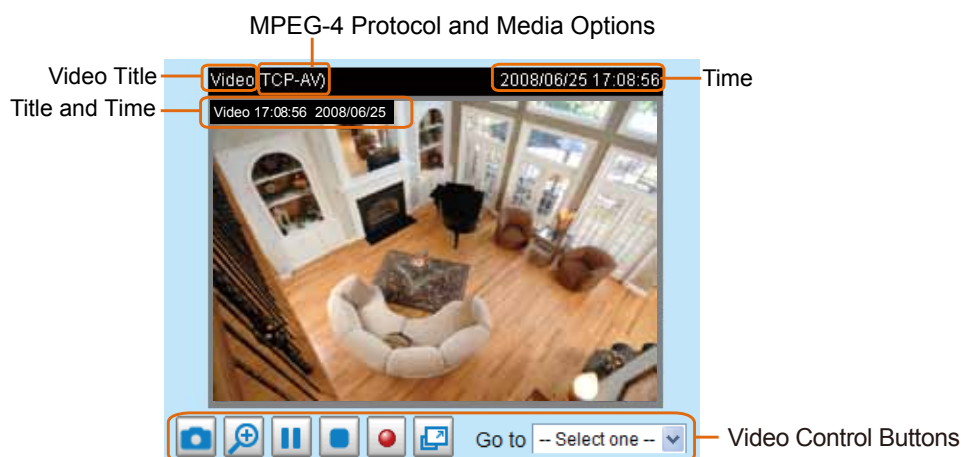 MPEG-4 Protocol and Media Options
Video Title
Video (TCP-AV)
2008/06/25 17:08:56
Time
Title and Time
Video 17:08:56 2008/06/25
Go to
-- Select one --
Video Control Buttons